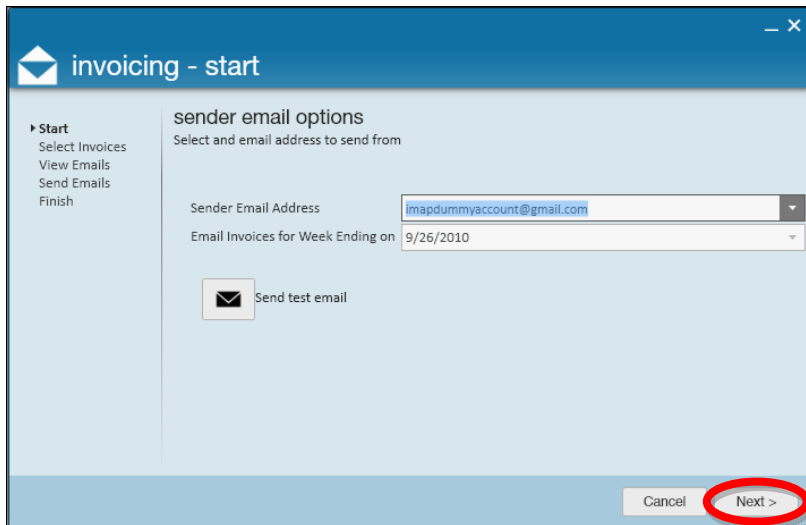 invoicing - start
Start
Select Invoices
View Emails
Send Emails
Finish
sender email options
Select and email address to send from
Sender Email Address imapdummyaccount@gmail.com
Email Invoices for Week Ending on 9/26/2010
Send test email
Cancel Next >